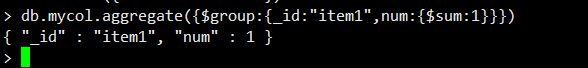 > db.mycol.aggregate({$group:{_id:"item1",num:{$sum:1}}})
{ "_id" : "item1", "num" : 1 }
>